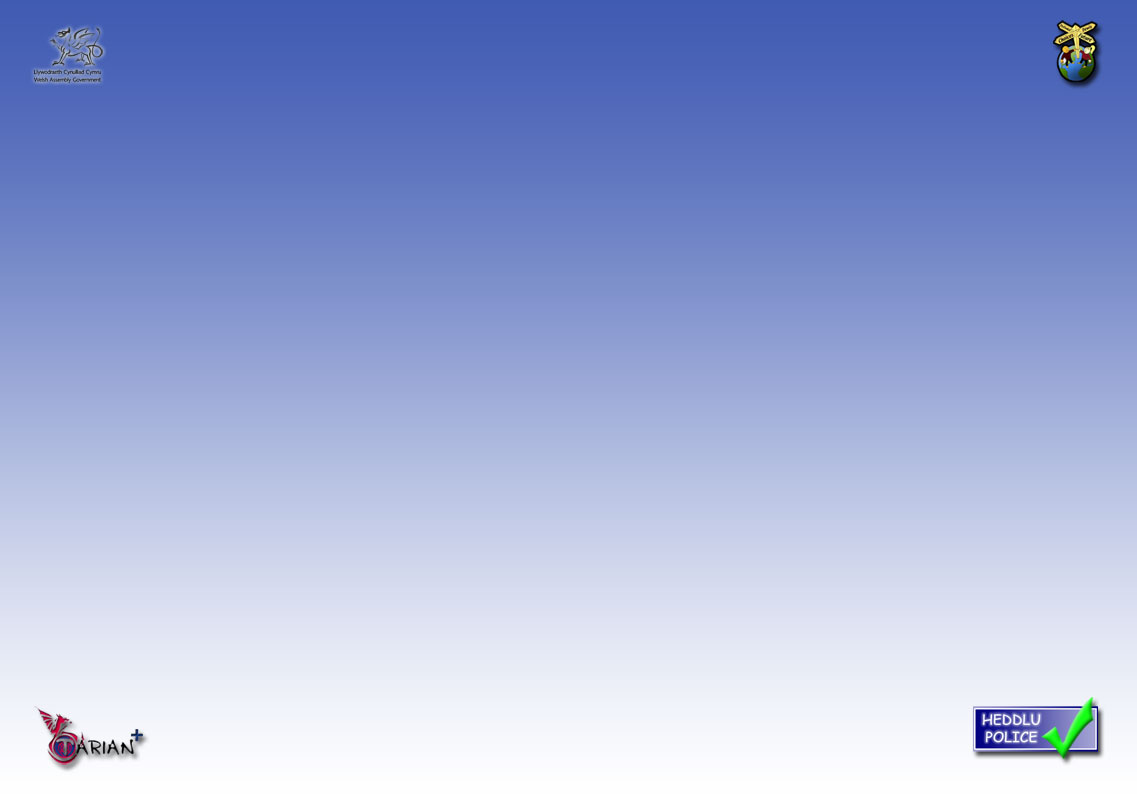 Llywodraeth Cynulliad Cymru
Welsh Assembly Government
TARIAN+
HEDDLU
POLICE